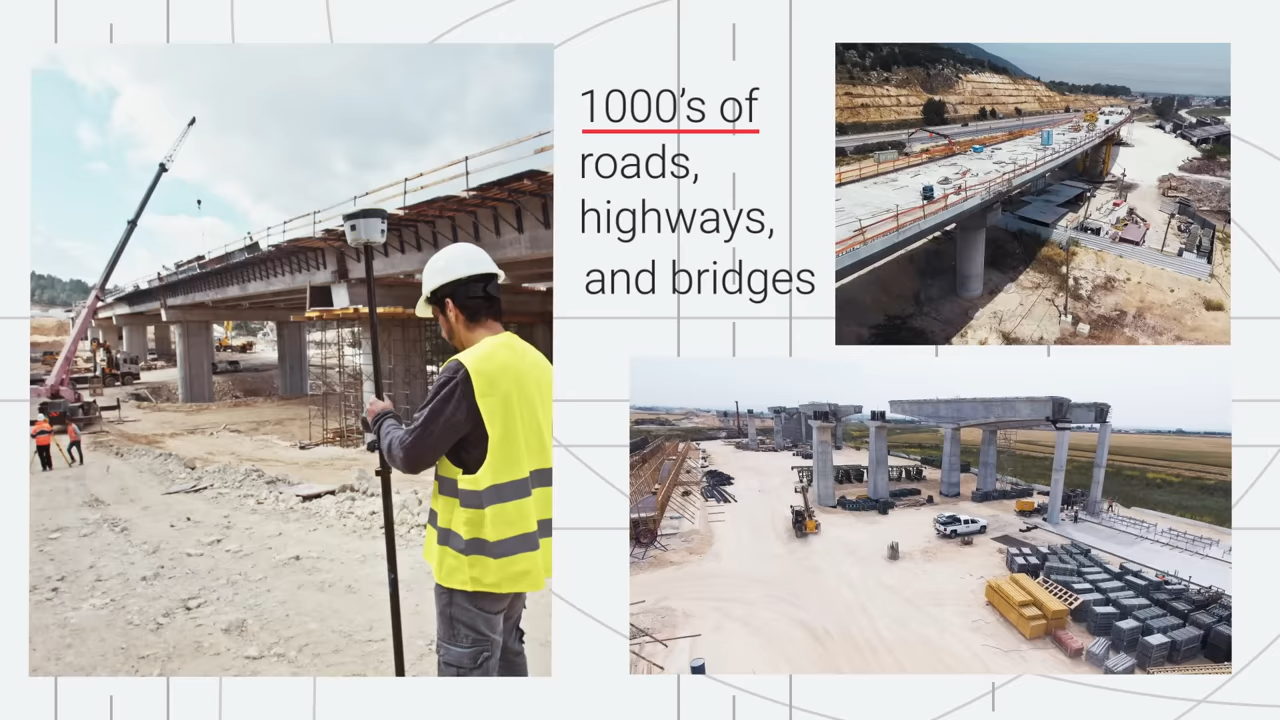 1000's of
roads,
highways,
and bridges